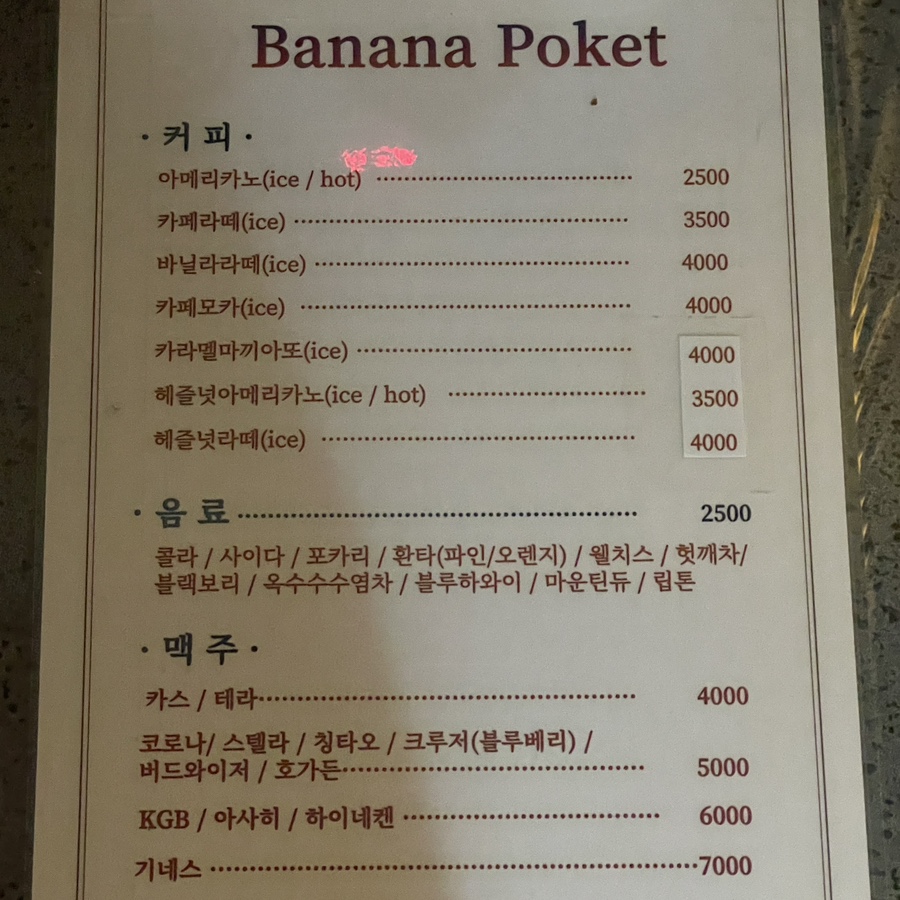 Banana Poket
· 커 피 ·
아메리카노(ice / hot) ······ 2500
카페라떼(ice) ······ 3500
바닐라라떼(ice) ······ 4000
카페모카(ice) ······ 4000
카라멜마끼아또(ice) ······ 4000
헤즐넛아메리카노(ice / hot) ······ 3500
헤즐넛라떼(ice) ······ 4000
· 음 료 ······ 2500
콜라 / 사이다 / 포카리 / 환타(파인/오렌지) / 웰치스 / 헛깨차/
블랙보리 / 옥수수수염차 / 블루하와이 / 마운틴듀 / 립톤
· 맥 주 ·
카스 / 테라 ······ 4000
코로나/ 스텔라 / 칭타오 / 크루저(블루베리) /
버드와이저 / 호가든 ······ 5000
KGB / 아사히 / 하이네켄 ······ 6000
기네스 ······ 7000